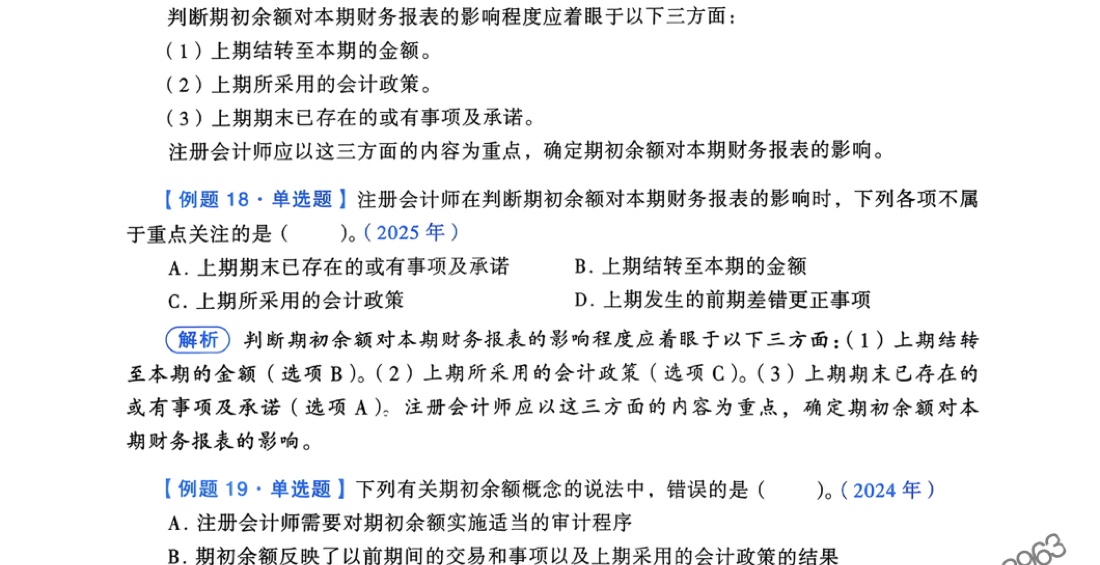 判断期初余额对本期财务报表的影响程度应着眼于以下三方面：
（1）上期结转至本期的金额。
（2）上期所采用的会计政策。
（3）上期期末已存在的或有事项及承诺。
注册会计师应以这三方面的内容为重点，确定期初余额对本期财务报表的影响。
【例题 18·单选题】注册会计师在判断期初余额对本期财务报表的影响时，下列各项不属
于重点关注的是（　　）。（2025 年）
A. 上期期末已存在的或有事项及承诺　　B. 上期结转至本期的金额
C. 上期所采用的会计政策　　D. 上期发生的前期差错更正事项
解析 判断期初余额对本期财务报表的影响程度应着眼于以下三方面：（1）上期结转
至本期的金额（选项 B）。（2）上期所采用的会计政策（选项 C）。（3）上期期末已存在的
或有事项及承诺（选项 A）。注册会计师应以这三方面的内容为重点，确定期初余额对本
期财务报表的影响。
【例题 19·单选题】下列有关期初余额概念的说法中，错误的是（　　）。（2024 年）
A. 注册会计师需要对期初余额实施适当的审计程序
B. 期初余额反映了以前期间的交易和事项以及上期采用的会计政策的结果